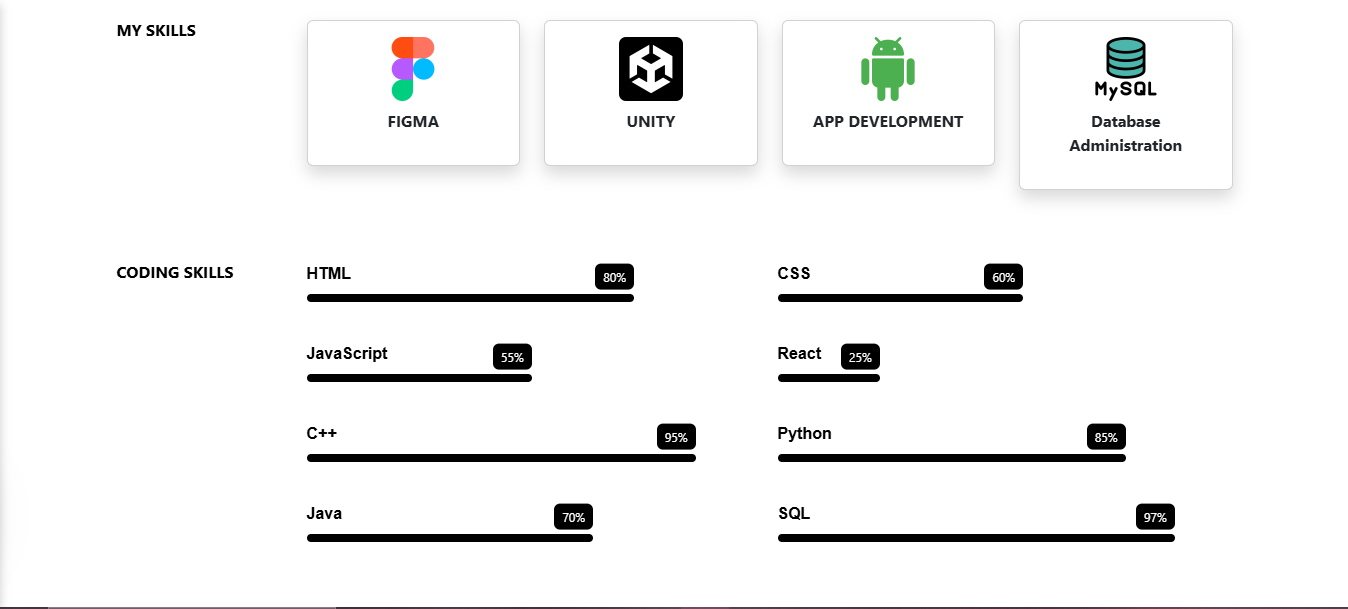 MY SKILLS
FIGMA
UNITY
APP DEVELOPMENT
MySQL
Database
Administration
CODING SKILLS
HTML
80%
CSS
60%
JavaScript
55%
React
25%
C++
95%
Python
85%
Java
70%
SQL
97%